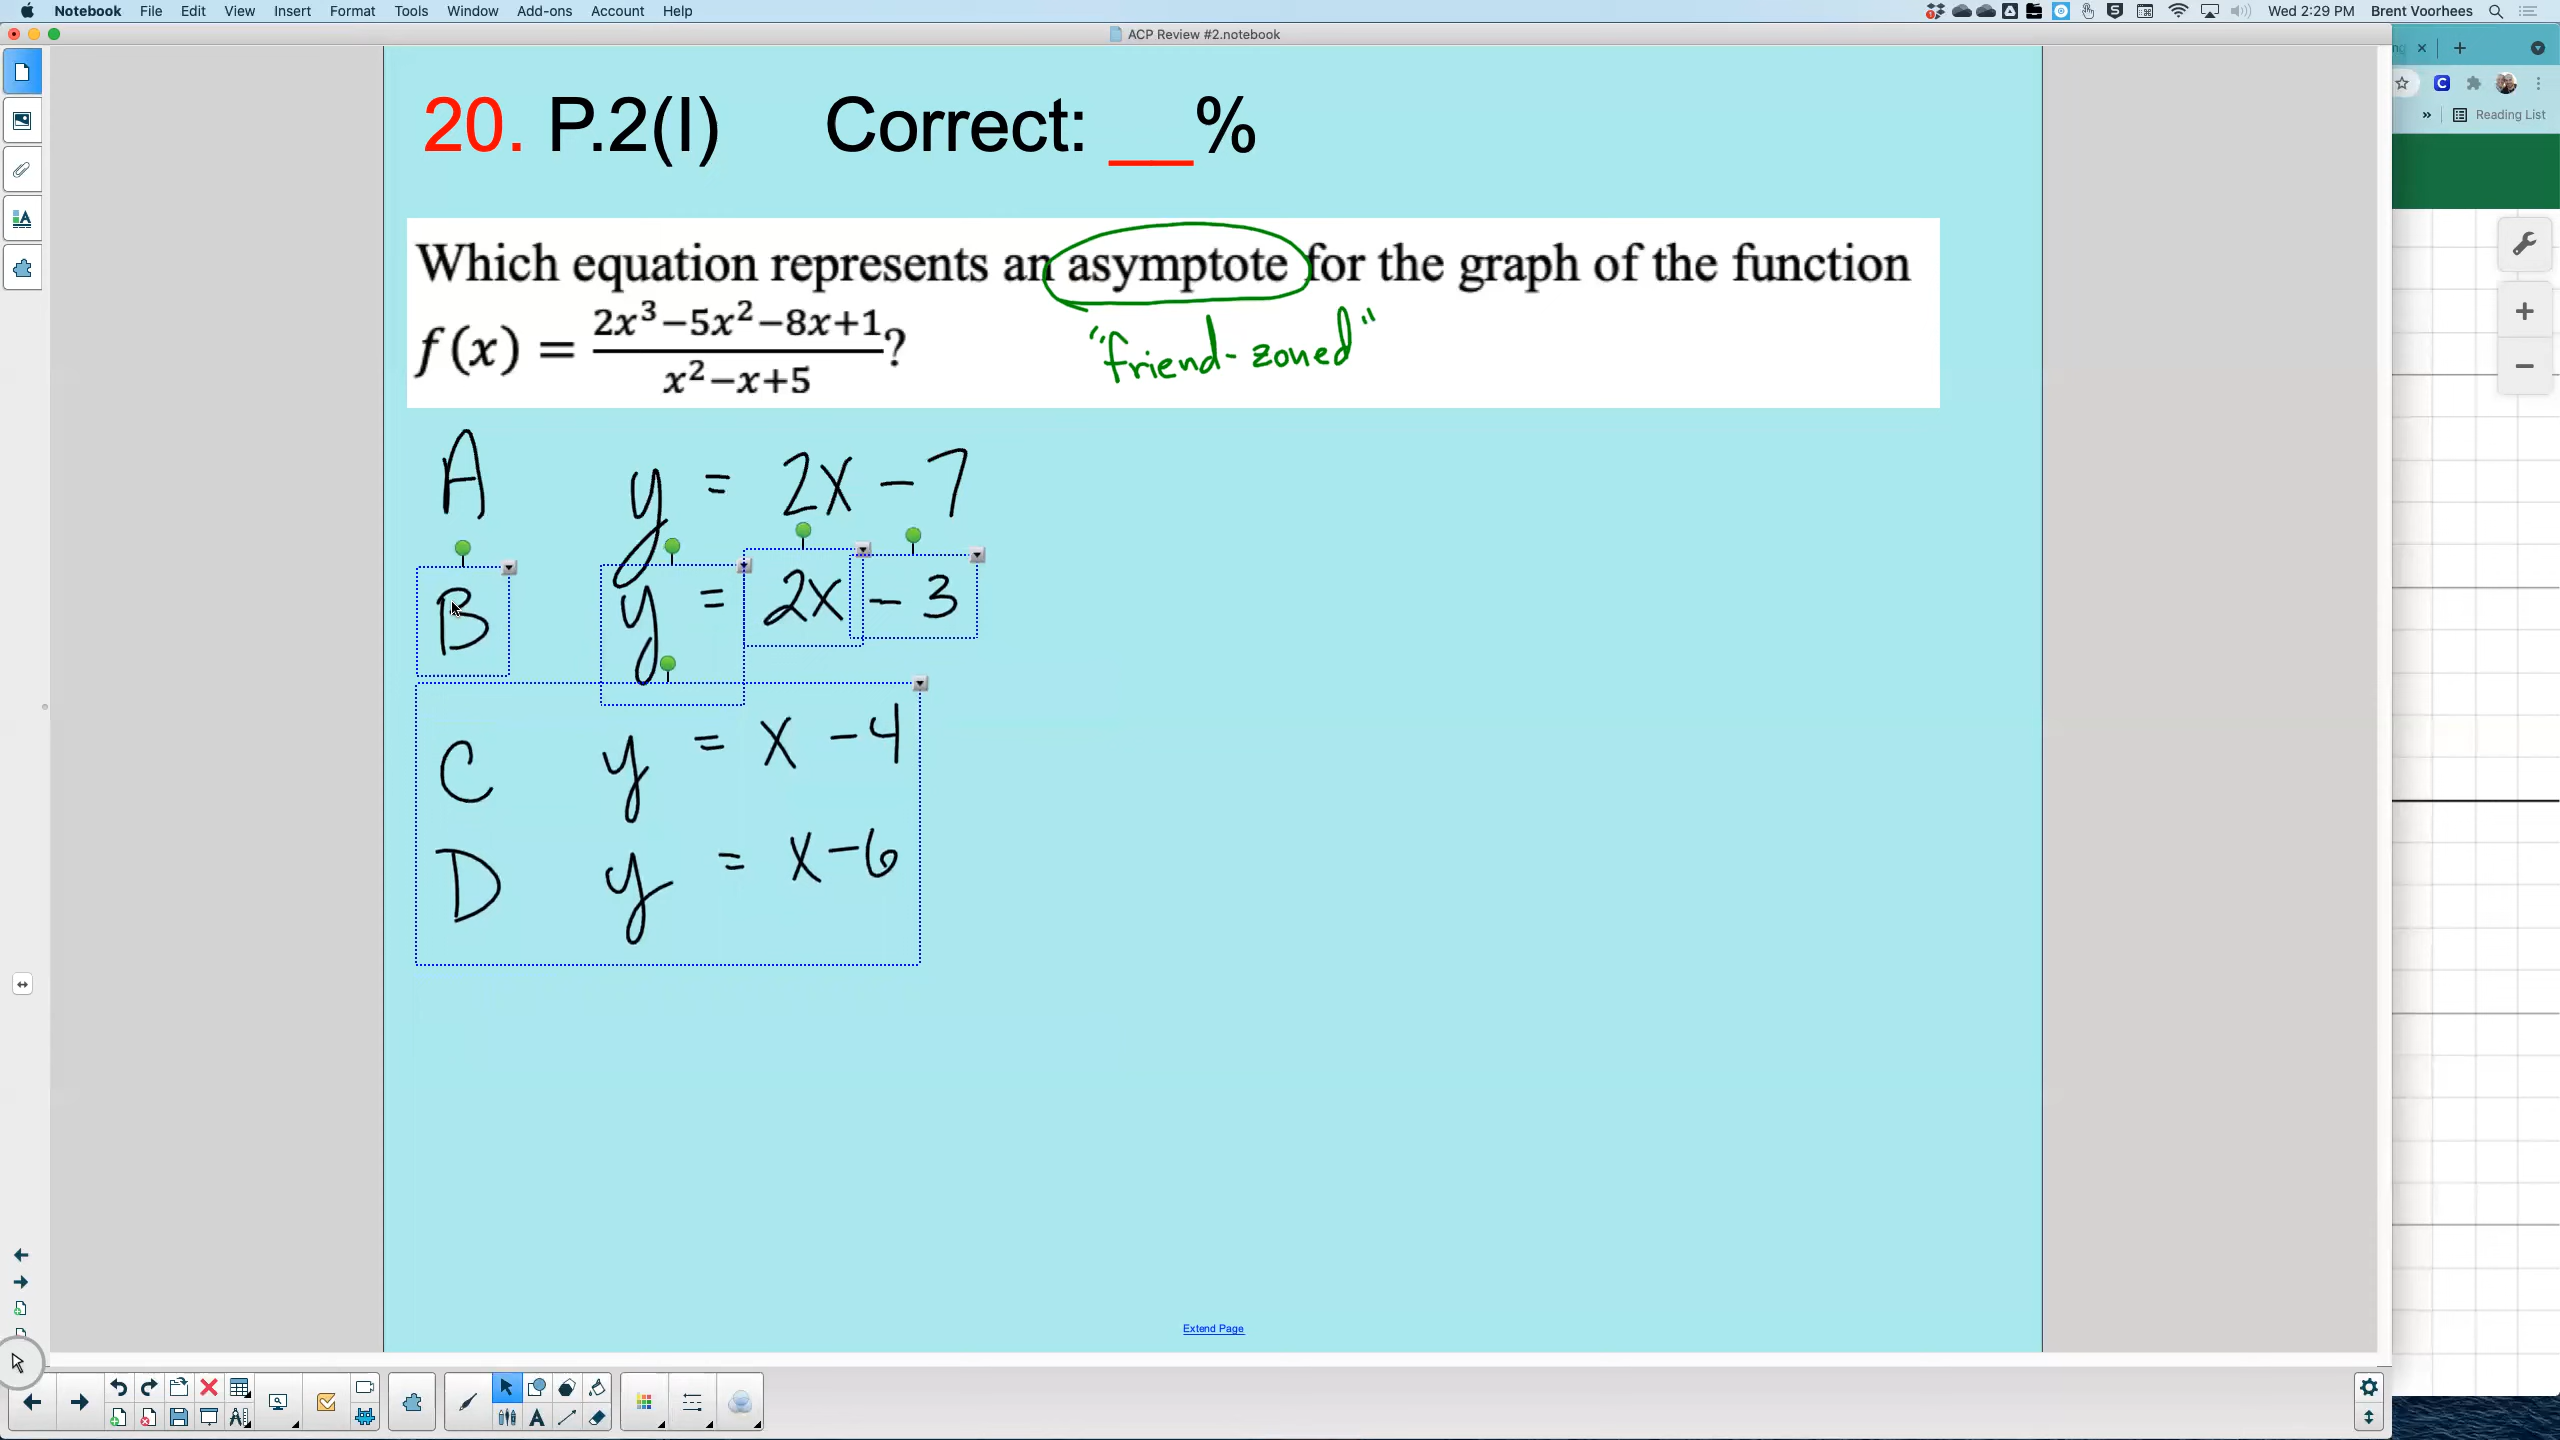 Notebook File Edit View Insert Format Tools Window Add-ons Account Help Wed 2:29 PM Brent Voorhees
ACP Review #2.notebook
Reading List
20. P.2(I) Correct: __%
Which equation represents an asymptote for the graph of the function
f(x) = (2x³−5x²−8x+1)/(x²−x+5)?
"friend-zoned"
A y = 2x − 7
B y = 2x − 3
C y = x − 4
D y = x − 6
Extend Page